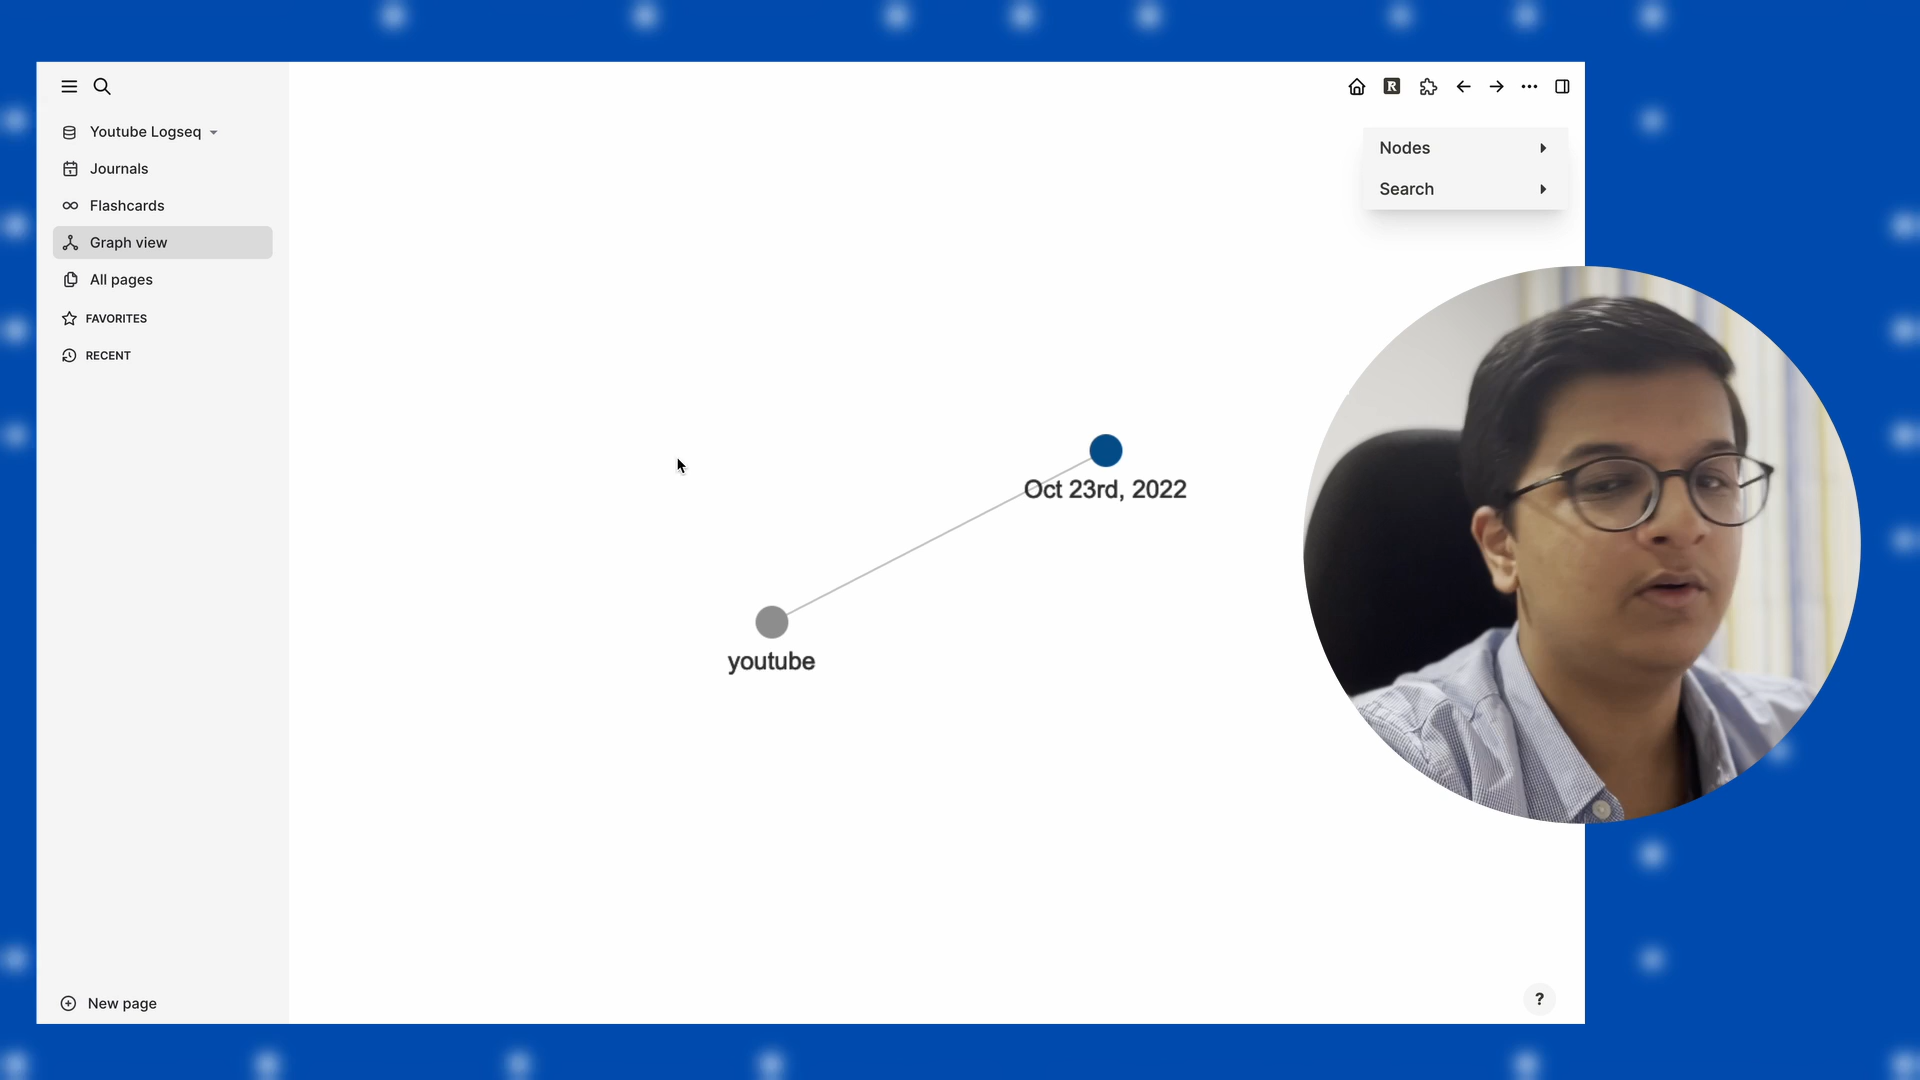 Youtube Logseq
Journals
Flashcards
Graph view
All pages
FAVORITES
RECENT
New page
R
Nodes
Search
Oct 23rd, 2022
youtube
?